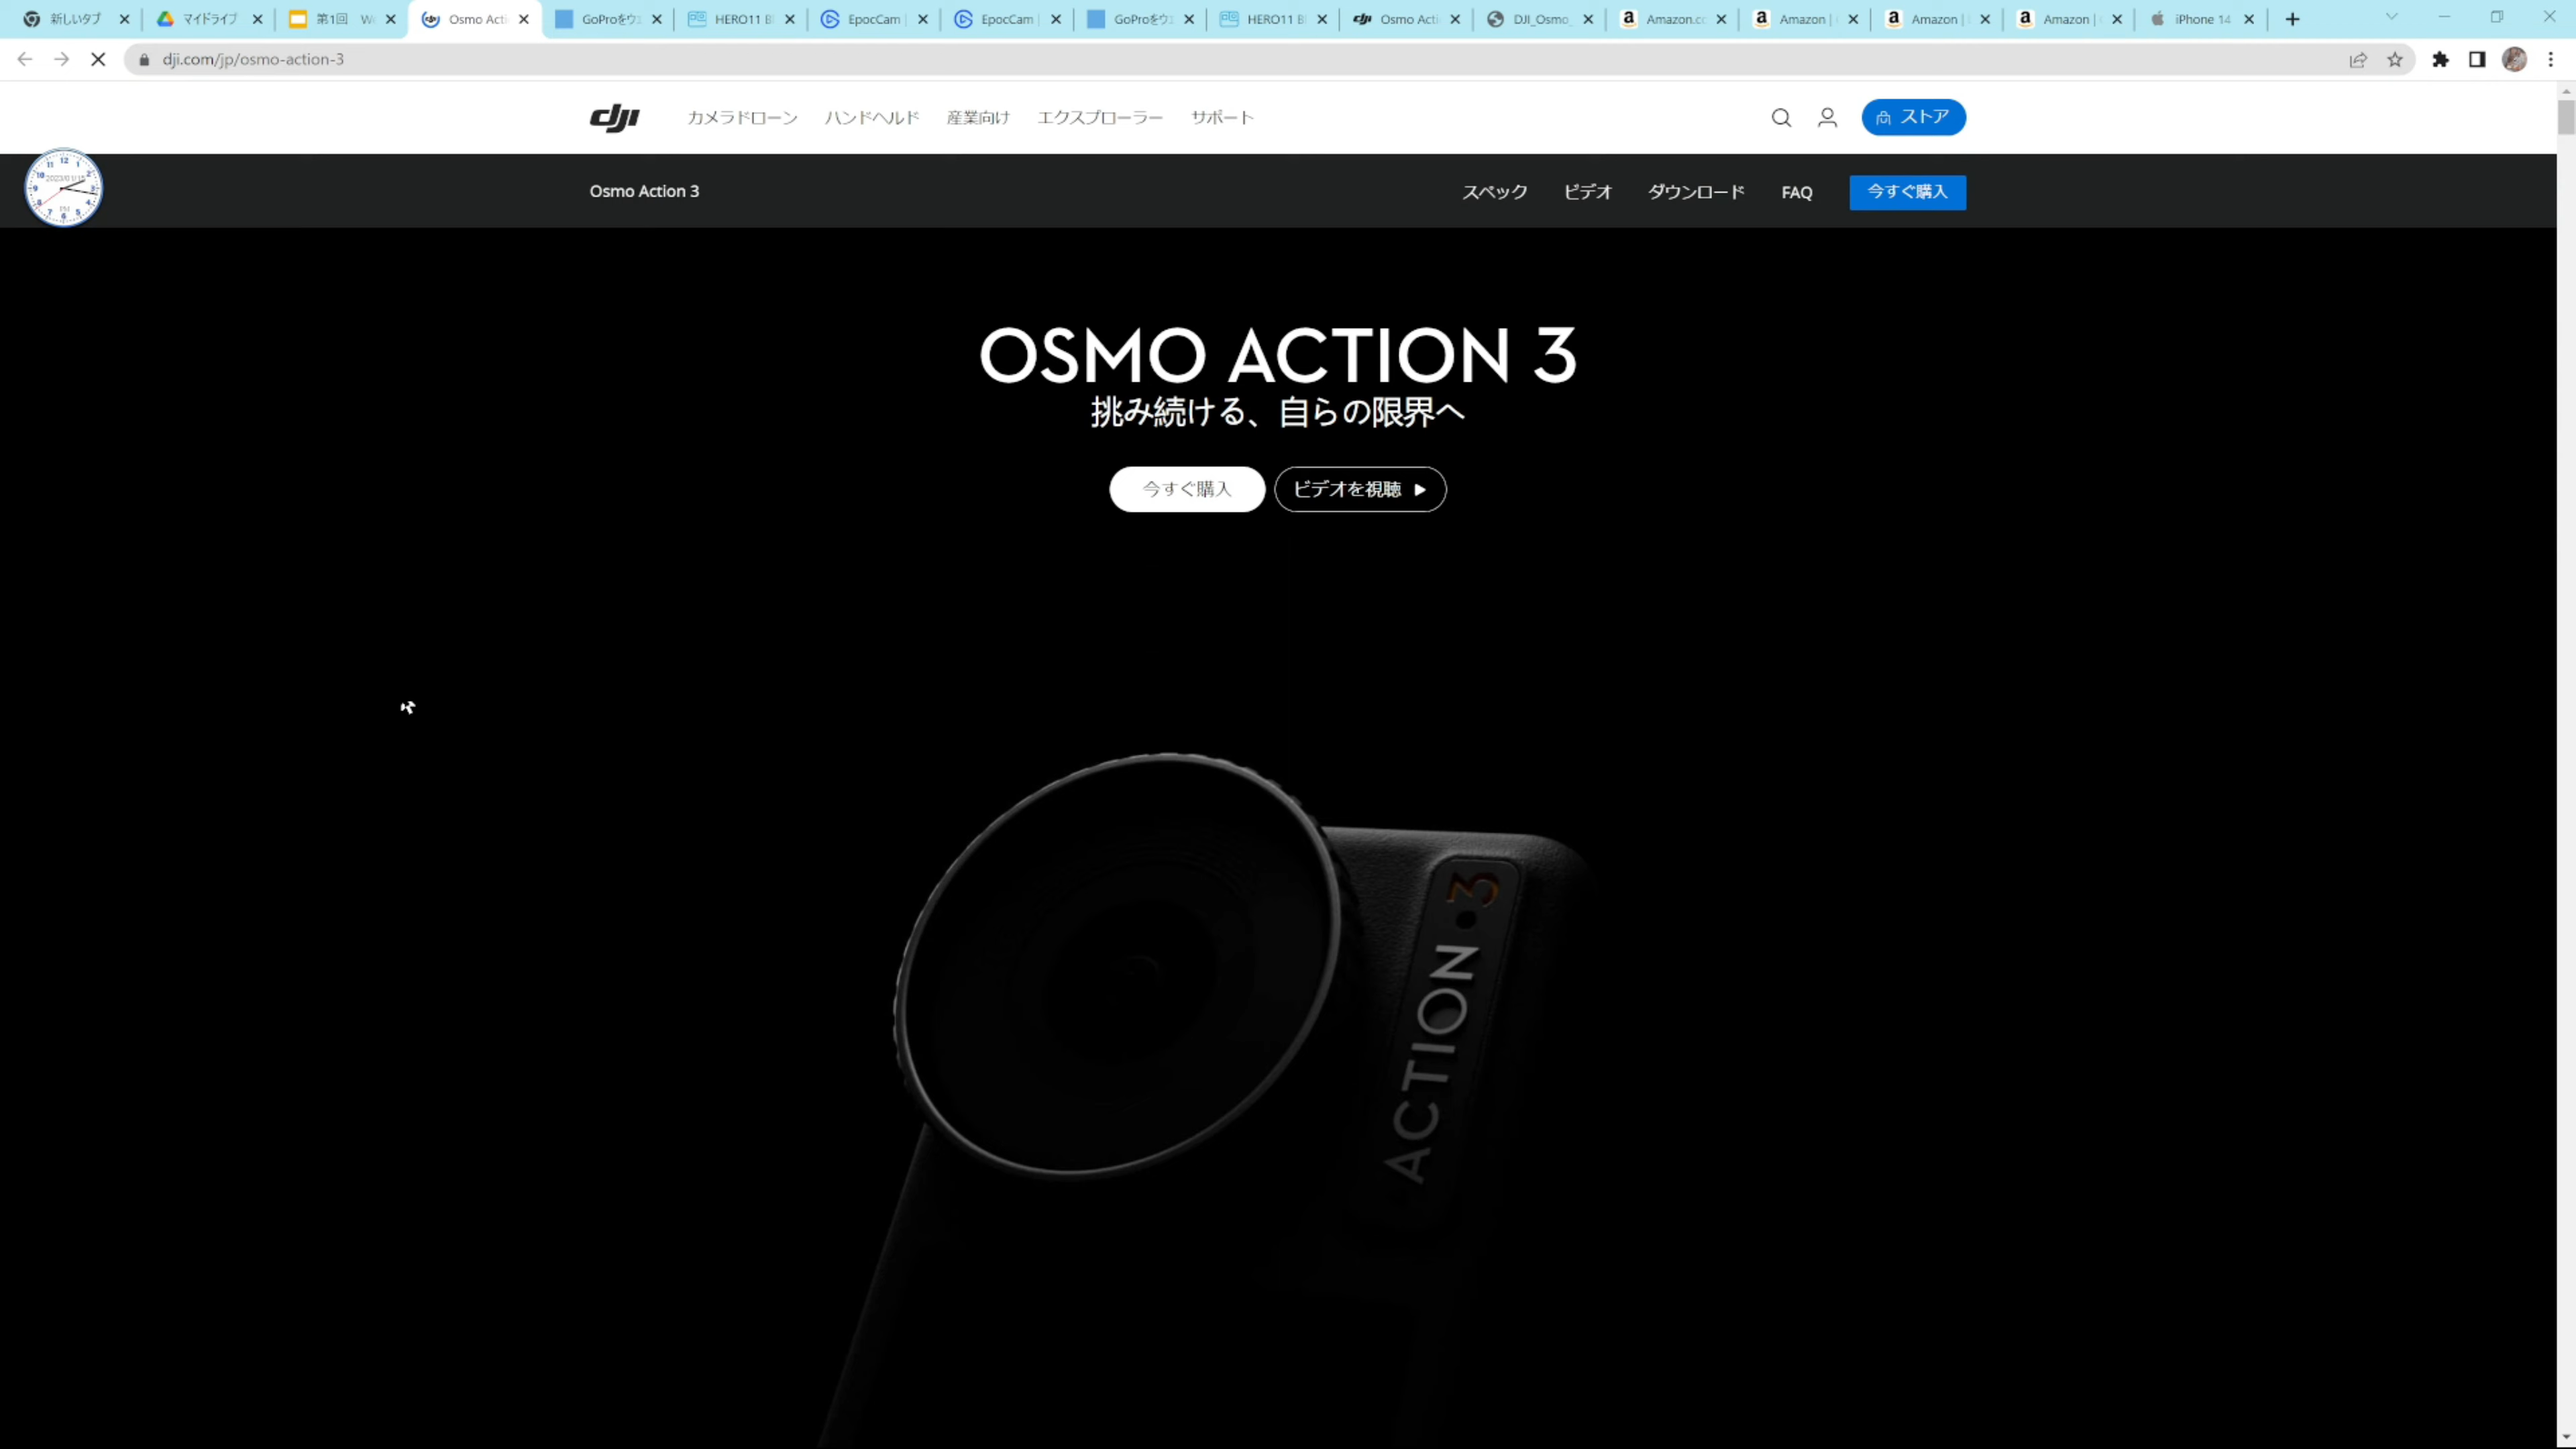 新しいタブ
マイドライブ
第1回
Osmo Acti
GoProをウ
HERO11 B
EpocCam |
EpocCam |
GoProをウ
HERO11 B
Osmo Acti
DJI_Osmo_
Amazon.co
Amazon |
Amazon |
Amazon |
iPhone 14
dji.com/jp/osmo-action-3
dji
カメラドローン
ハンドヘルド
産業向け
エクスプローラー
サポート
ストア
Osmo Action 3
スペック
ビデオ
ダウンロード
FAQ
今すぐ購入
OSMO ACTION 3
挑み続ける、自らの限界へ
今すぐ購入
ビデオを視聴
ACTION 3